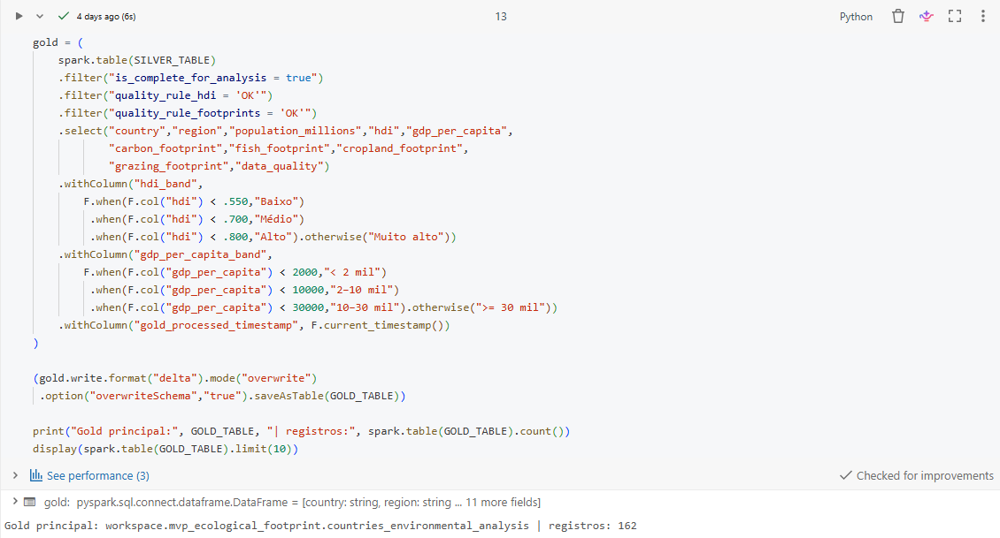 4 days ago (6s)
13
Python
gold = (
    spark.table(SILVER_TABLE)
    .filter("is_complete_for_analysis = true")
    .filter("quality_rule_hdi = 'OK'")
    .filter("quality_rule_footprints = 'OK'")
    .select("country","region","population_millions","hdi","gdp_per_capita",
            "carbon_footprint","fish_footprint","cropland_footprint",
            "grazing_footprint","data_quality")
    .withColumn("hdi_band",
        F.when(F.col("hdi") < .550,"Baixo")
         .when(F.col("hdi") < .700,"Médio")
         .when(F.col("hdi") < .800,"Alto").otherwise("Muito alto"))
    .withColumn("gdp_per_capita_band",
        F.when(F.col("gdp_per_capita") < 2000,"< 2 mil")
         .when(F.col("gdp_per_capita") < 10000,"2–10 mil")
         .when(F.col("gdp_per_capita") < 30000,"10–30 mil").otherwise(">= 30 mil"))
    .withColumn("gold_processed_timestamp", F.current_timestamp())
)
(gold.write.format("delta").mode("overwrite")
 .option("overwriteSchema","true").saveAsTable(GOLD_TABLE))
print("Gold principal:", GOLD_TABLE, "| registros:", spark.table(GOLD_TABLE).count())
display(spark.table(GOLD_TABLE).limit(10))
See performance (3)
Checked for improvements
gold: pyspark.sql.connect.dataframe.DataFrame = [country: string, region: string ... 11 more fields]
Gold principal: workspace.mvp_ecological_footprint.countries_environmental_analysis | registros: 162